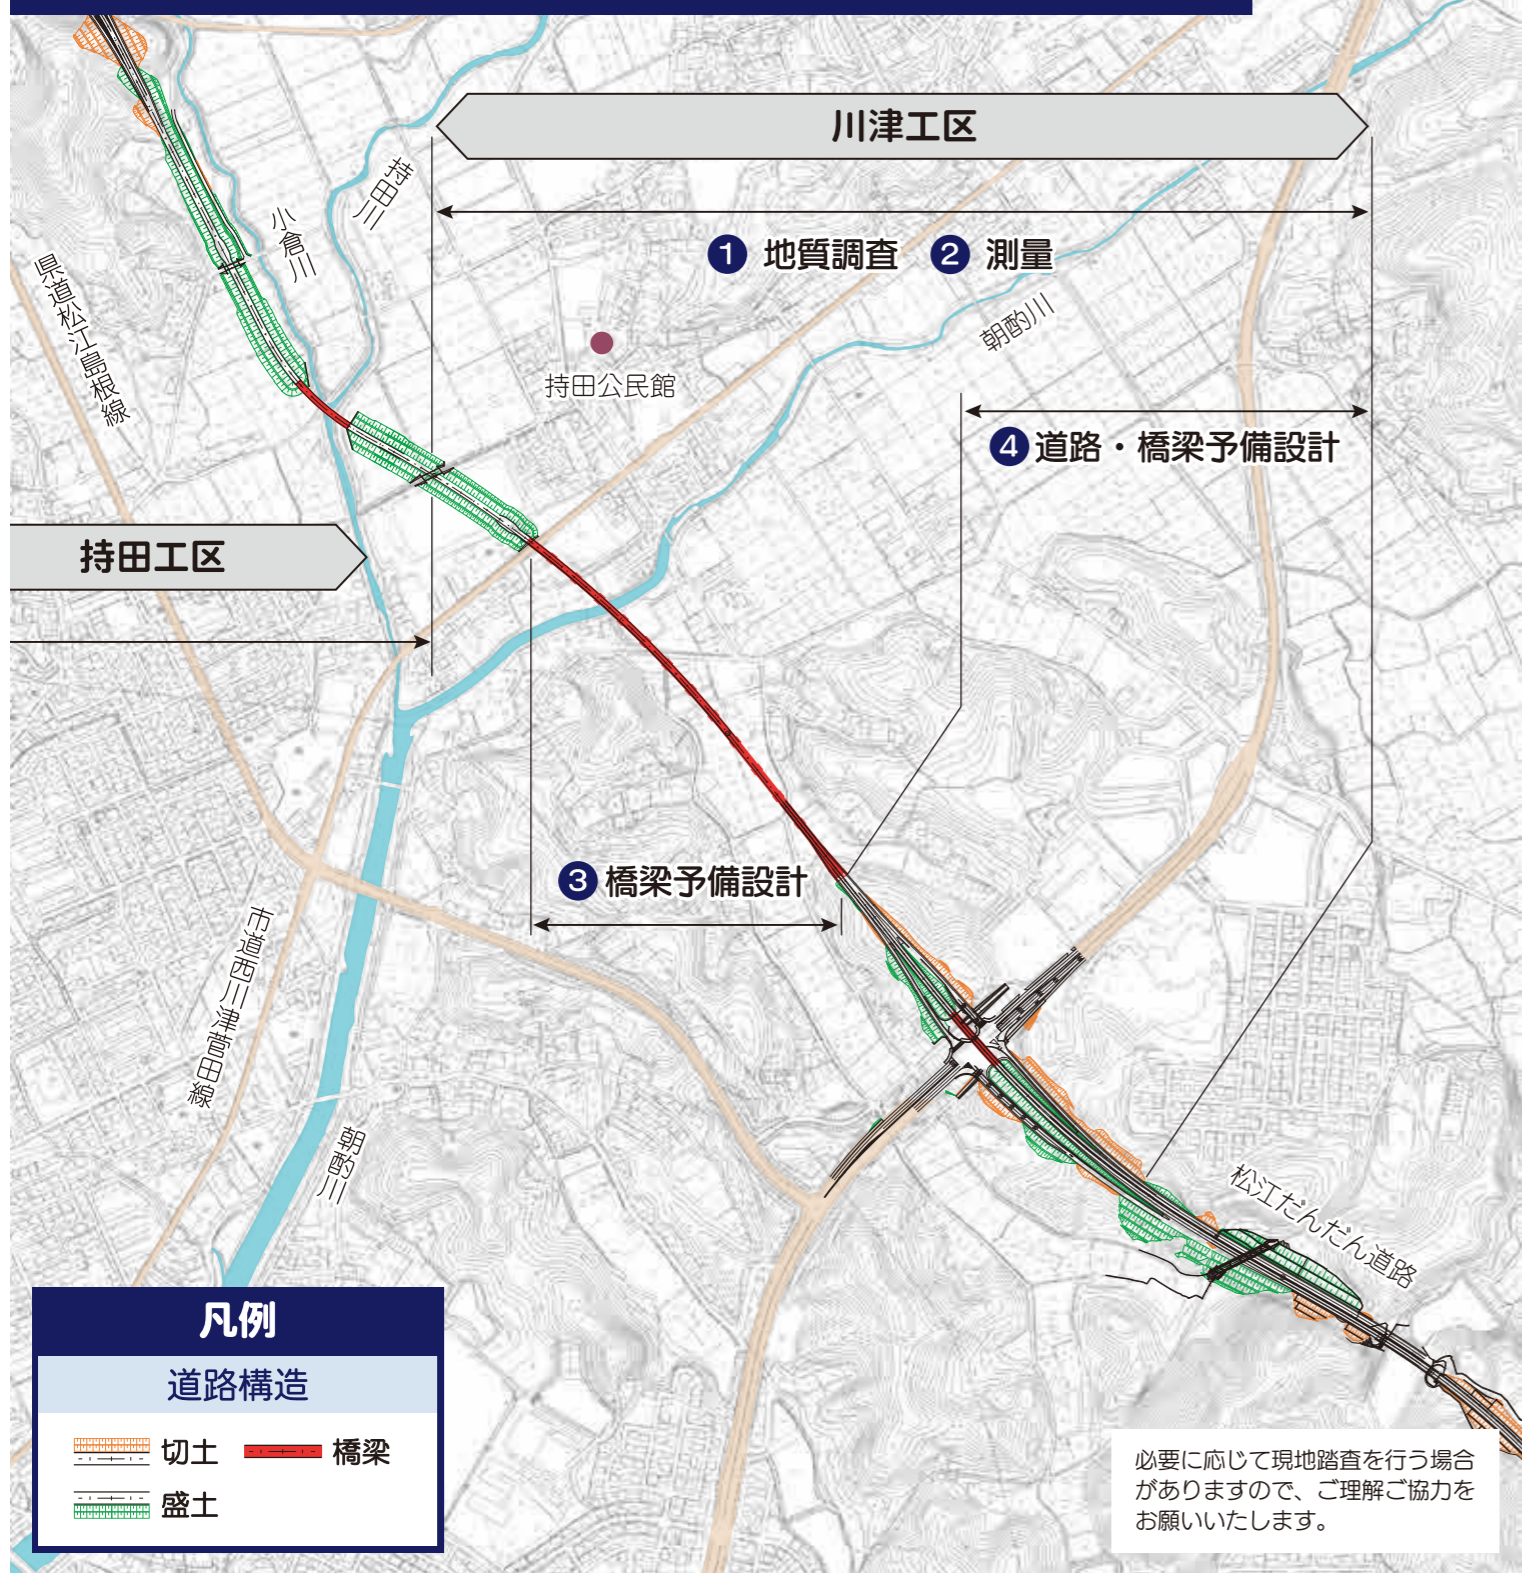 川津工区
持田川
小倉川
県道松江島根線
① 地質調査 ② 測量
朝酌川
持田公民館
④ 道路・橋梁予備設計
持田工区
③ 橋梁予備設計
市道西川津菅田線
朝酌川
松江だんだん道路
凡例
道路構造
切土 橋梁
盛土
必要に応じて現地踏査を行う場合
がありますので、ご理解ご協力を
お願いいたします。